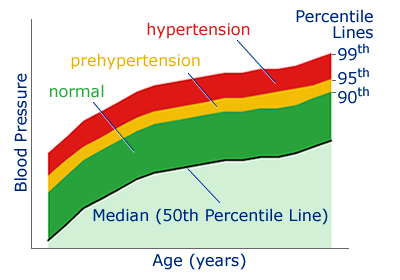 Percentile
Lines
hypertension
99th
prehypertension
95th
normal
90th
Blood Pressure
Median (50th Percentile Line)
Age (years)